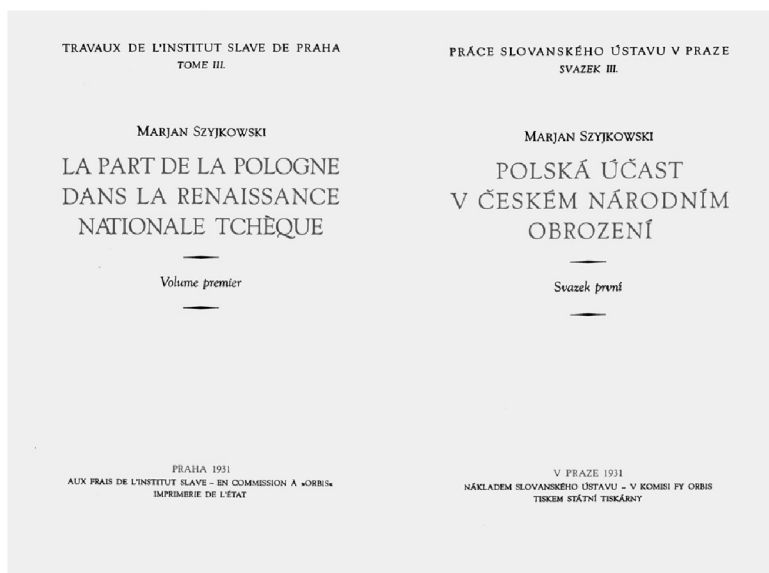 TRAVAUX DE L'INSTITUT SLAVE DE PRAHA
TOME III.
MARJAN SZYJKOWSKI
LA PART DE LA POLOGNE
DANS LA RENAISSANCE
NATIONALE TCHÈQUE
Volume premier
PRAHA 1931
AUX FRAIS DE L'INSTITUT SLAVE – EN COMMISSION À »ORBIS«
IMPRIMERIE DE L'ÉTAT
PRÁCE SLOVANSKÉHO ÚSTAVU V PRAZE
SVAZEK III.
MARJAN SZYJKOWSKI
POLSKÁ ÚČAST
V ČESKÉM NÁRODNÍM
OBROZENÍ
Svazek první
V PRAZE 1931
NÁKLADEM SLOVANSKÉHO ÚSTAVU – V KOMISI FY ORBIS
TISKEM STÁTNÍ TISKÁRNY